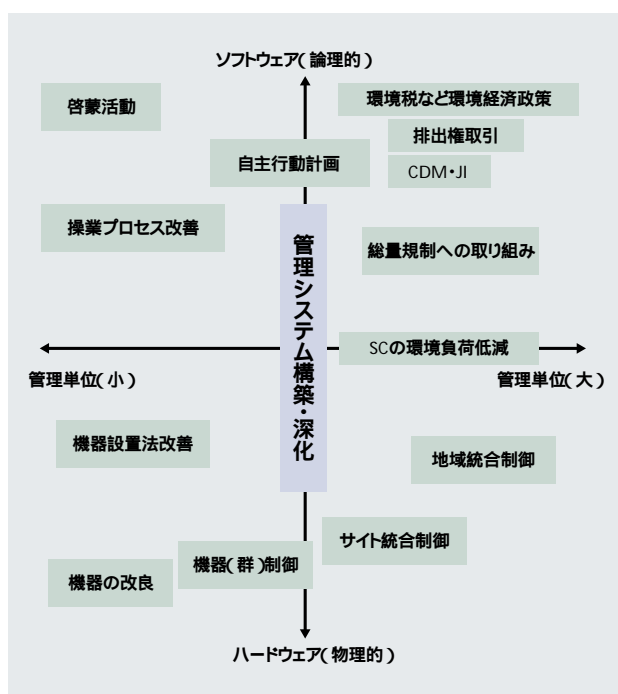 ソフトウェア(論理的)
啓蒙活動
環境税など環境経済政策
排出権取引
自主行動計画
CDM・JI
操業プロセス改善
総量規制への取り組み
管理システム構築・深化
SCの環境負荷低減
管理単位(小)
管理単位(大)
機器設置法改善
地域統合制御
サイト統合制御
機器(群)制御
機器の改良
ハードウェア(物理的)